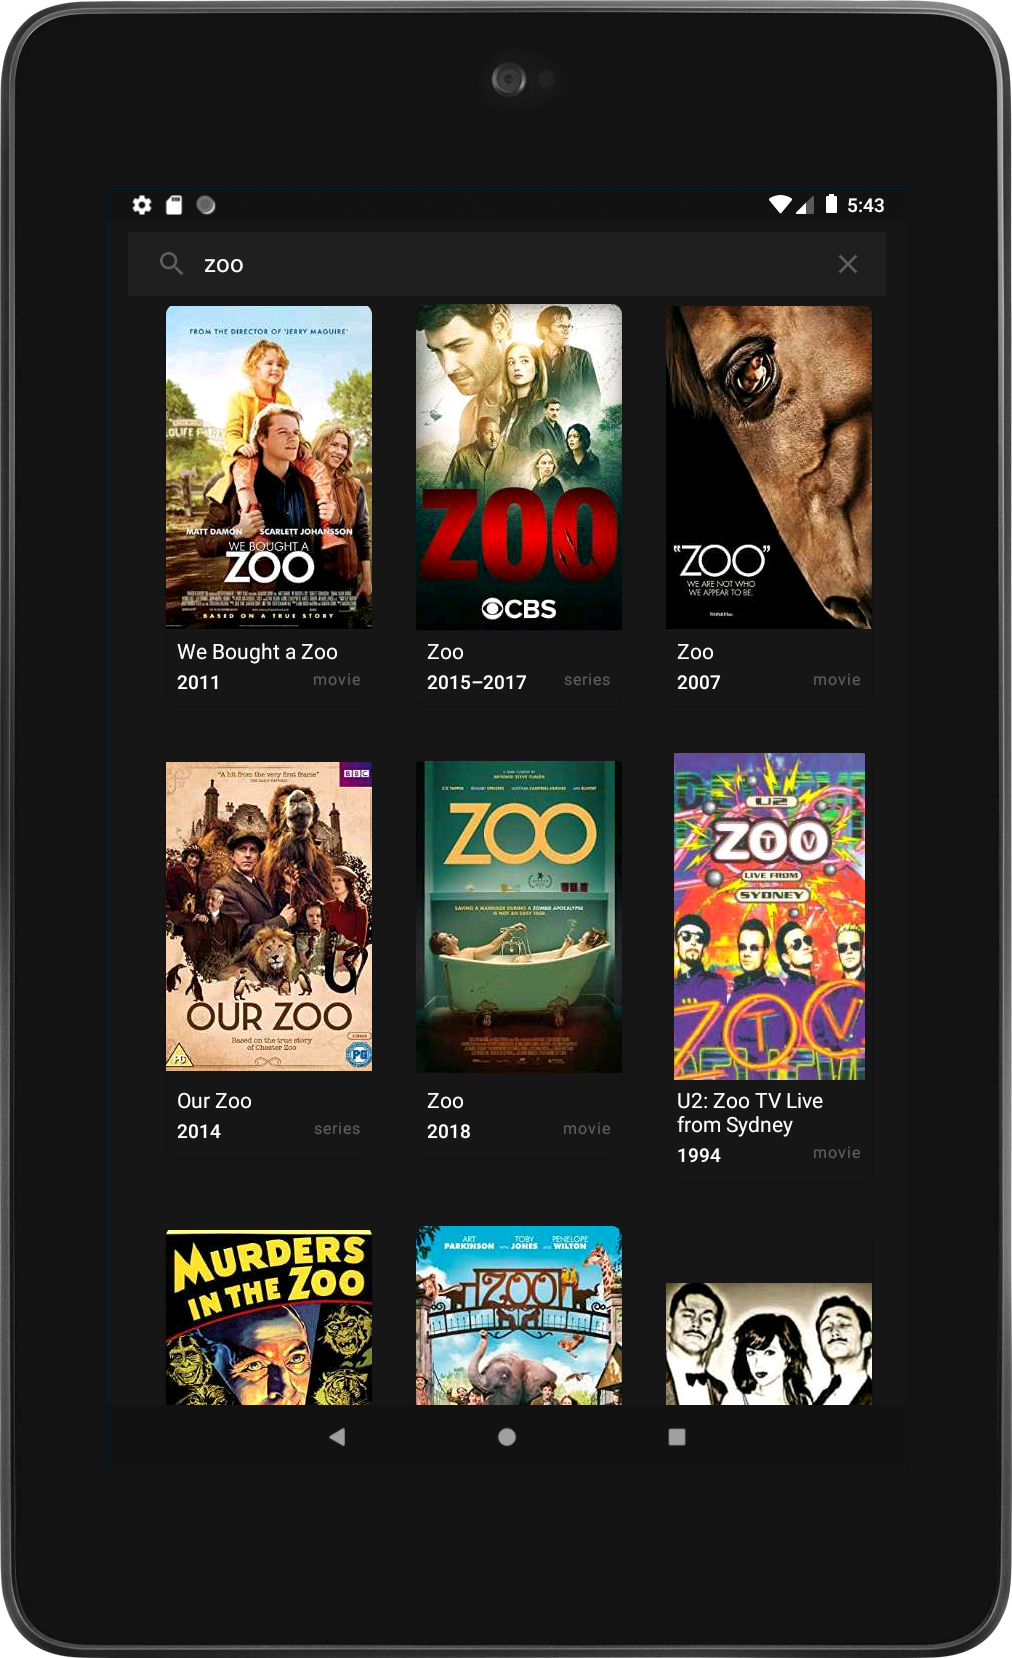 5:43
zoo
FROM THE DIRECTOR OF 'JERRY MAGUIRE'
MATT DAMON SCARLETT JOHANSSON
WE BOUGHT A
ZOO
BASED ON A TRUE STORY
We Bought a Zoo
2011 movie
ZOO
CBS
Zoo
2015–2017 series
"ZOO"
WE ARE NOT WHO
WE APPEAR TO BE.
Zoo
2007 movie
"A hit from the very first frame"
BBC
OUR ZOO
Based on the true story
of Chester Zoo
PG
PG
Our Zoo
2014 series
ZOO
SAVING A MARRIAGE DURING A ZOMBIE APOCALYPSE
IS NOT AN EASY TASK.
Zoo
2018 movie
U2
ZOO TV
LIVE FROM
SYDNEY
ZOO TV
U2: Zoo TV Live
from Sydney
1994 movie
MURDERS
IN THE ZOO
ART PARKINSON WITH TOBY JONES AND PENELOPE WILTON
ZOO